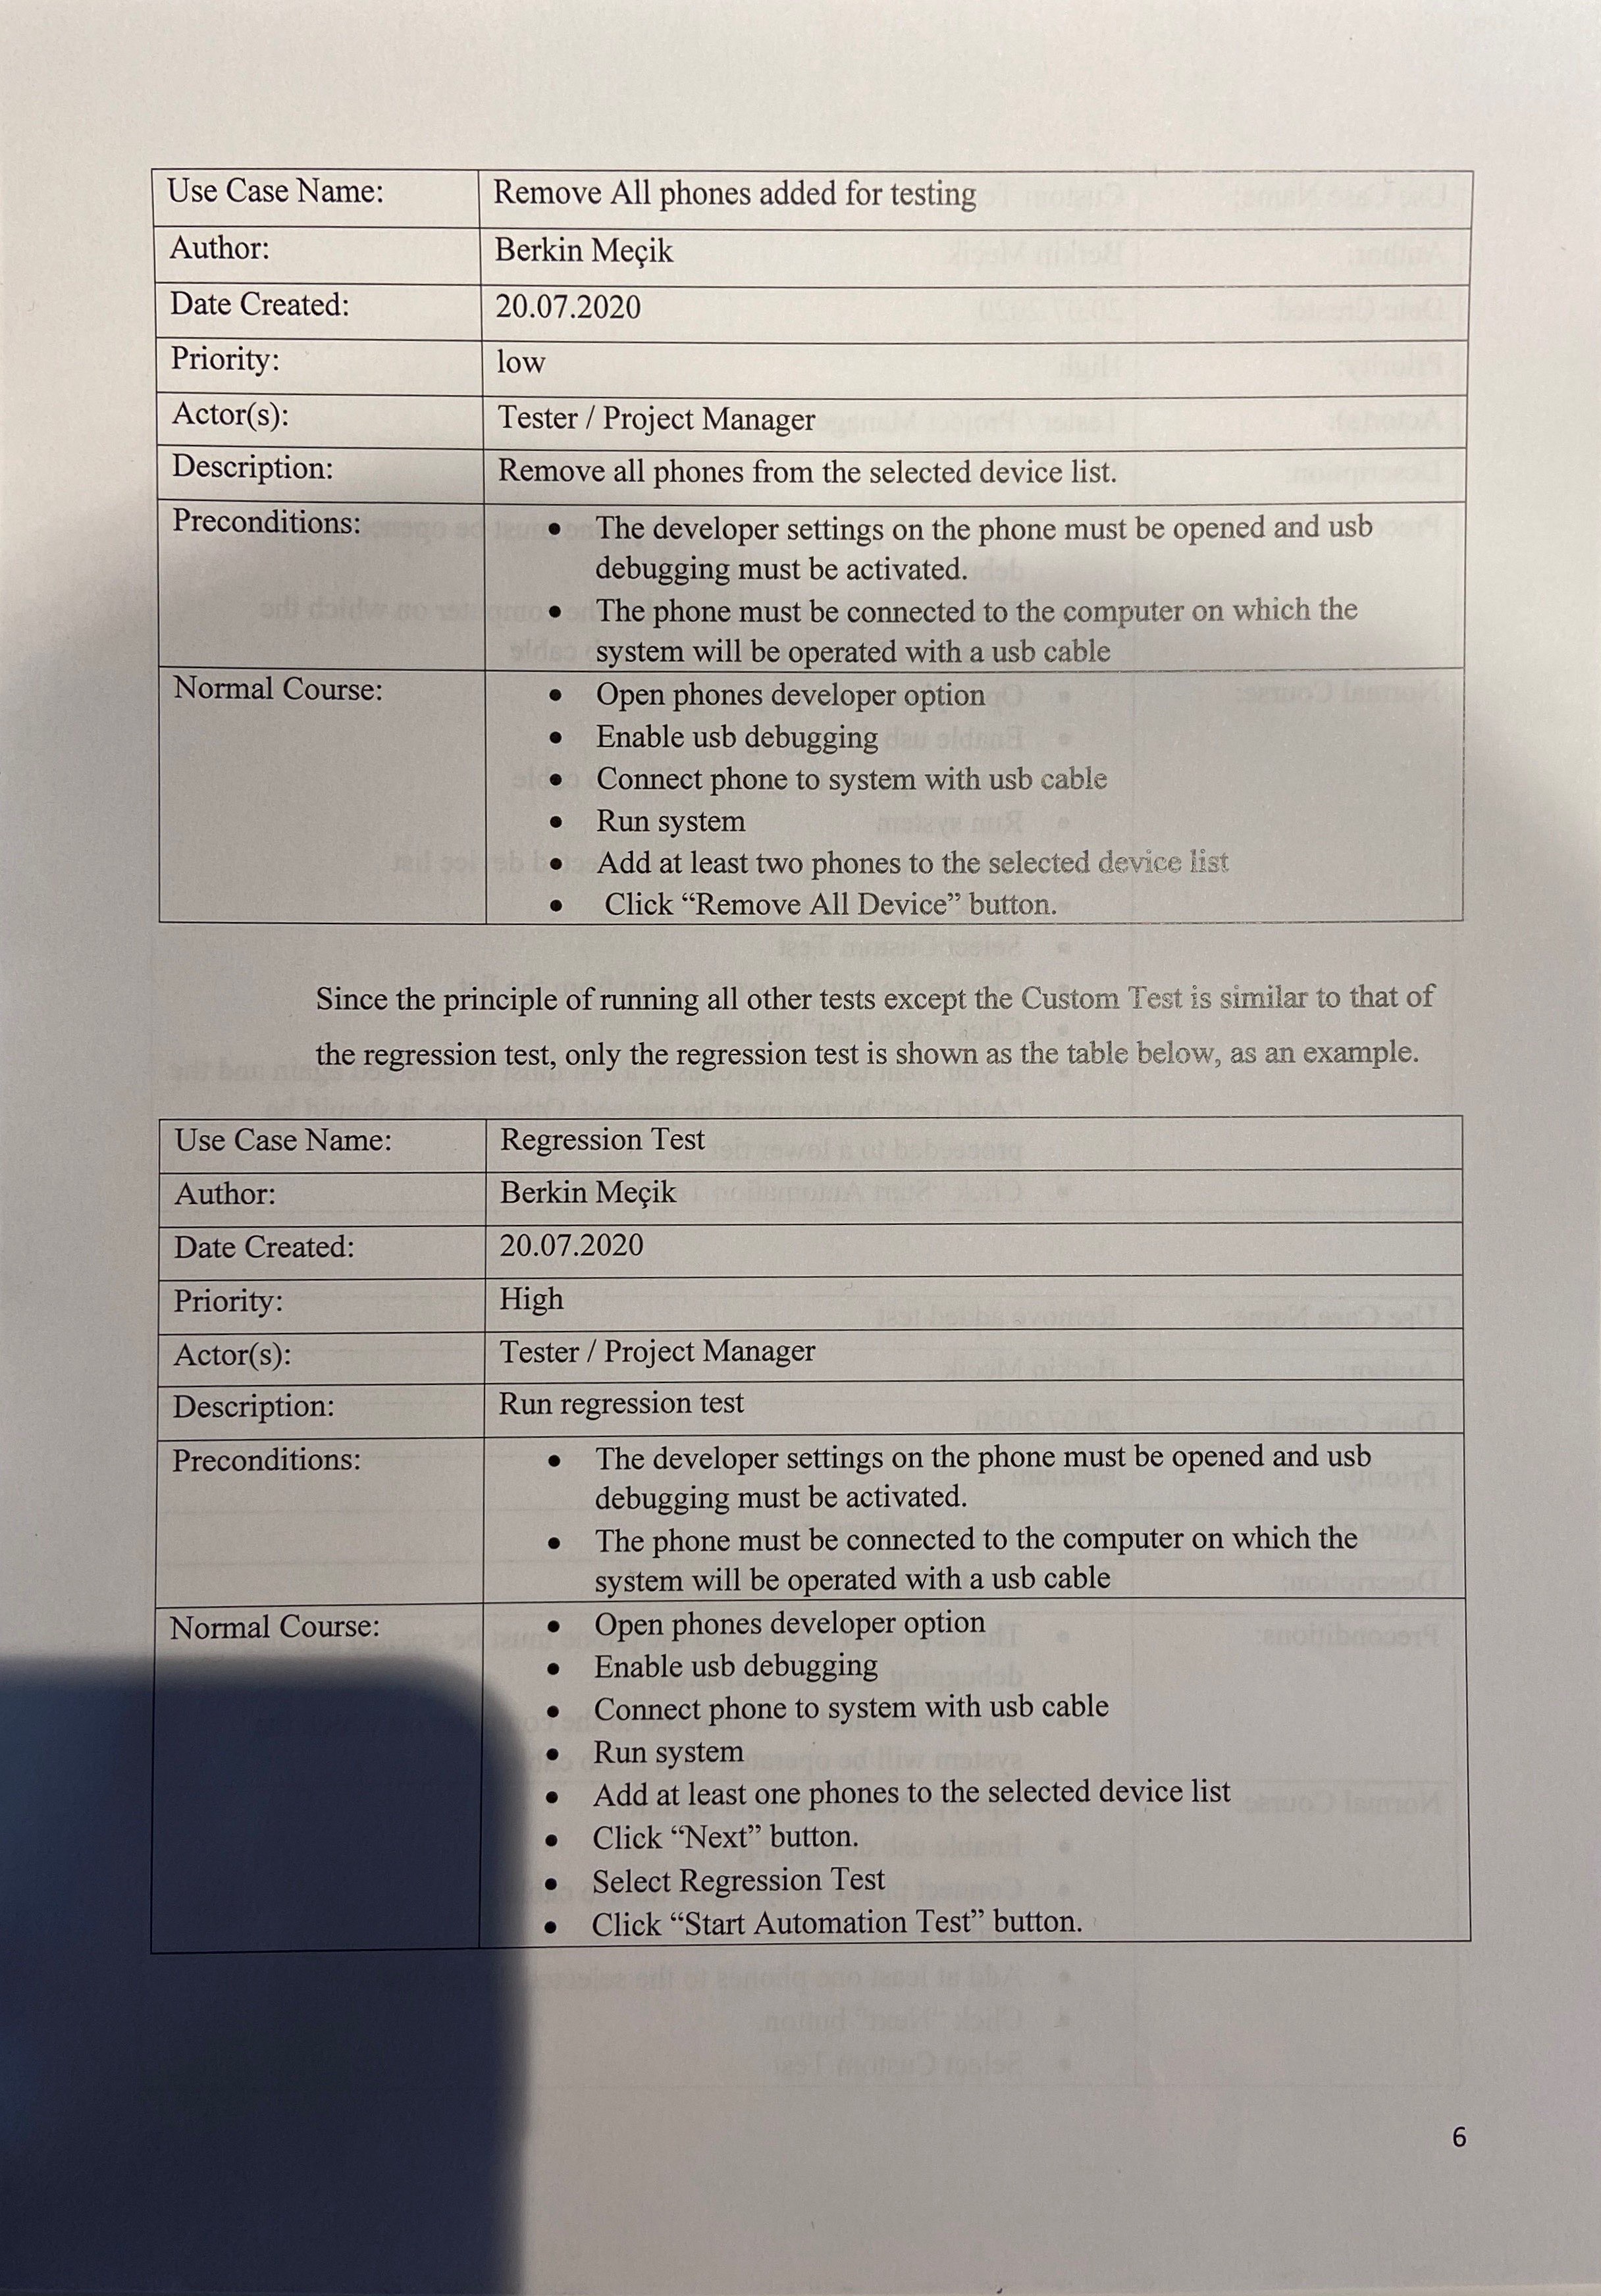 Use Case Name: Remove All phones added for testing
Author: Berkin Meçik
Date Created: 20.07.2020
Priority: low
Actor(s): Tester / Project Manager
Description: Remove all phones from the selected device list.
Preconditions: • The developer settings on the phone must be opened and usb
debugging must be activated.
• The phone must be connected to the computer on which the
system will be operated with a usb cable
Normal Course: • Open phones developer option
• Enable usb debugging
• Connect phone to system with usb cable
• Run system
• Add at least two phones to the selected device list
• Click “Remove All Device” button.
Since the principle of running all other tests except the Custom Test is similar to that of
the regression test, only the regression test is shown as the table below, as an example.
Use Case Name: Regression Test
Author: Berkin Meçik
Date Created: 20.07.2020
Priority: High
Actor(s): Tester / Project Manager
Description: Run regression test
Preconditions: • The developer settings on the phone must be opened and usb
debugging must be activated.
• The phone must be connected to the computer on which the
system will be operated with a usb cable
Normal Course: • Open phones developer option
• Enable usb debugging
• Connect phone to system with usb cable
• Run system
• Add at least one phones to the selected device list
• Click “Next” button.
• Select Regression Test
• Click “Start Automation Test” button.
6